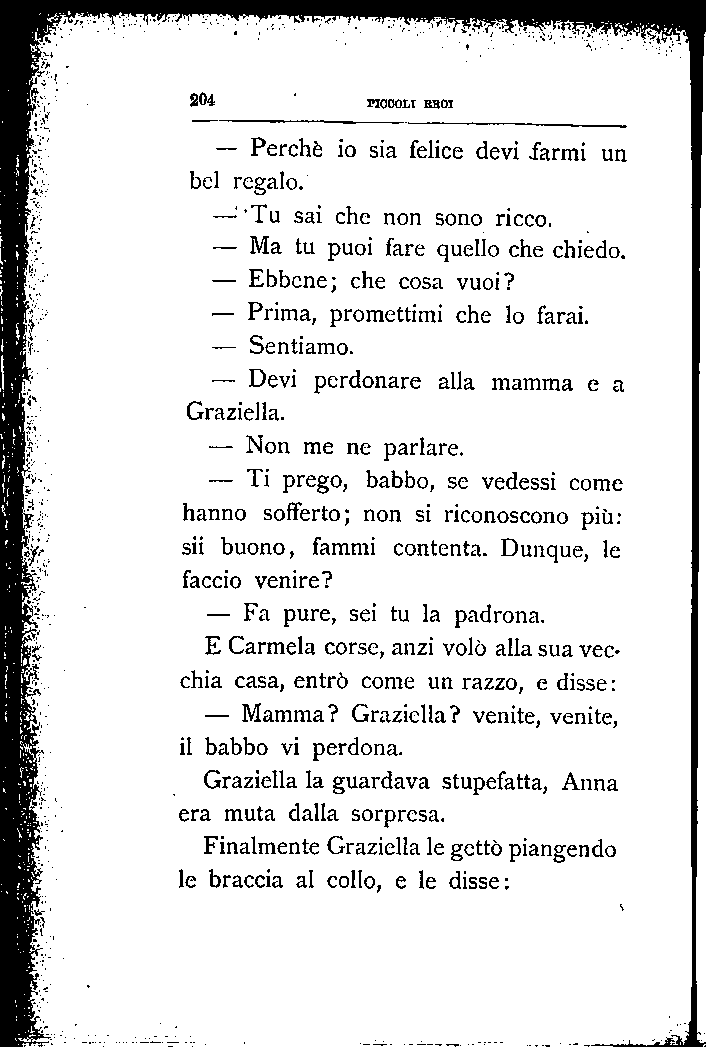 204 PICCOLI EROI
— Perchè io sia felice devi farmi un
bel regalo.
— Tu sai che non sono ricco.
— Ma tu puoi fare quello che chiedo.
— Ebbene; che cosa vuoi?
— Prima, promettimi che lo farai.
— Sentiamo.
— Devi perdonare alla mamma e a
Graziella.
— Non me ne parlare.
— Ti prego, babbo, se vedessi come
hanno sofferto; non si riconoscono più:
sii buono, fammi contenta. Dunque, le
faccio venire?
— Fa pure, sei tu la padrona.
E Carmela corse, anzi volò alla sua vec-
chia casa, entrò come un razzo, e disse:
— Mamma? Graziella? venite, venite,
il babbo vi perdona.
Graziella la guardava stupefatta, Anna
era muta dalla sorpresa.
Finalmente Graziella le gettò piangendo
le braccia al collo, e le disse: